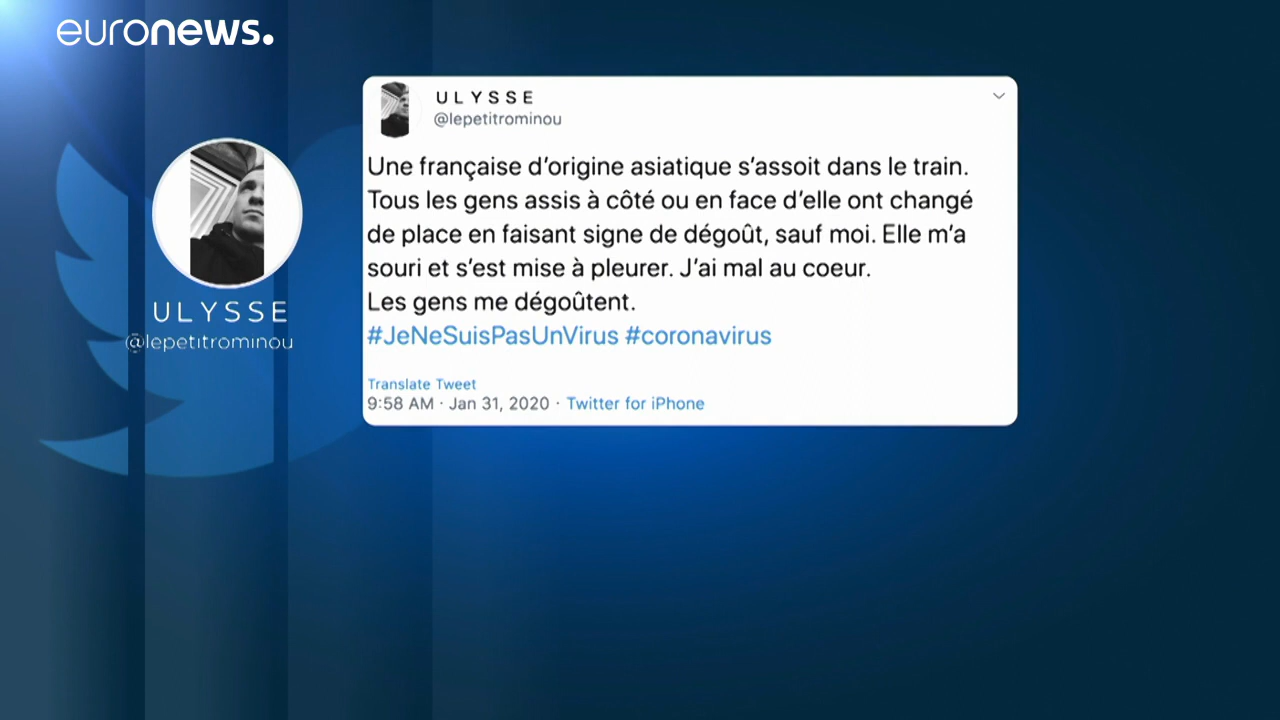 euronews.
U L Y S S E
@lepetitrominou
Une française d’origine asiatique s’assoit dans le train.
Tous les gens assis à côté ou en face d’elle ont changé
de place en faisant signe de dégoût, sauf moi. Elle m’a
souri et s’est mise à pleurer. J’ai mal au coeur.
Les gens me dégoûtent.
#JeNeSuisPasUnVirus #coronavirus
Translate Tweet
9:58 AM · Jan 31, 2020 · Twitter for iPhone
U L Y S S E
@lepetitrominou